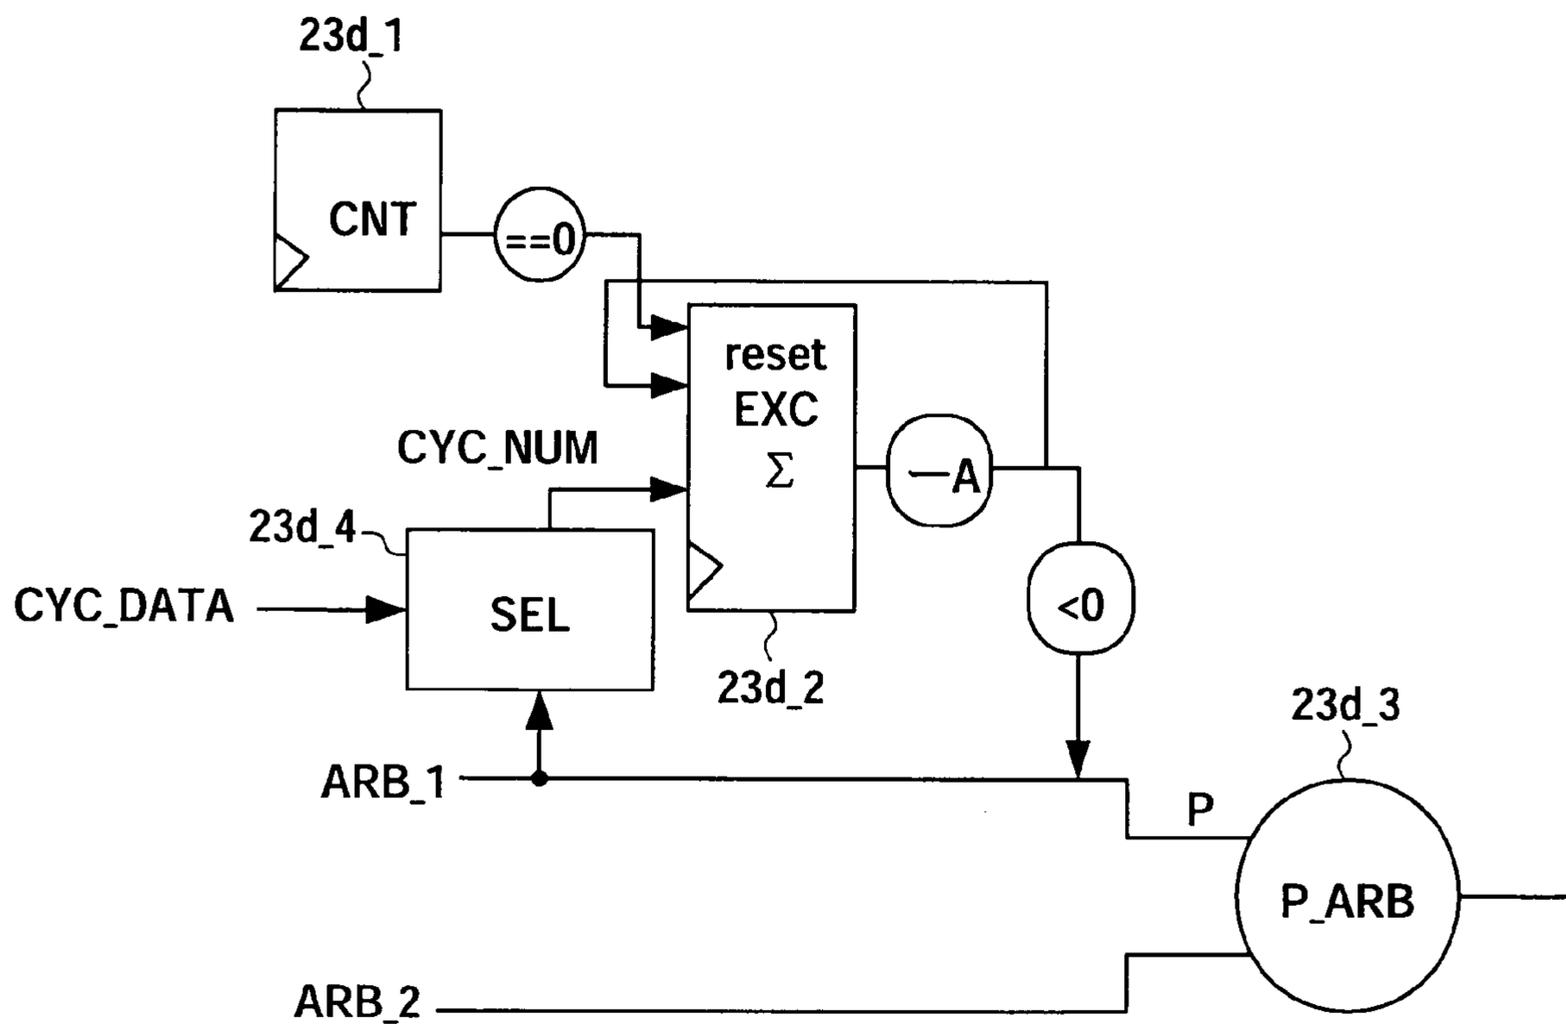 23d_1
CNT
==0
reset
EXC
Σ
—A
CYC_NUM
23d_4
CYC_DATA
SEL
<0
23d_2
23d_3
ARB_1
P
P_ARB
ARB_2